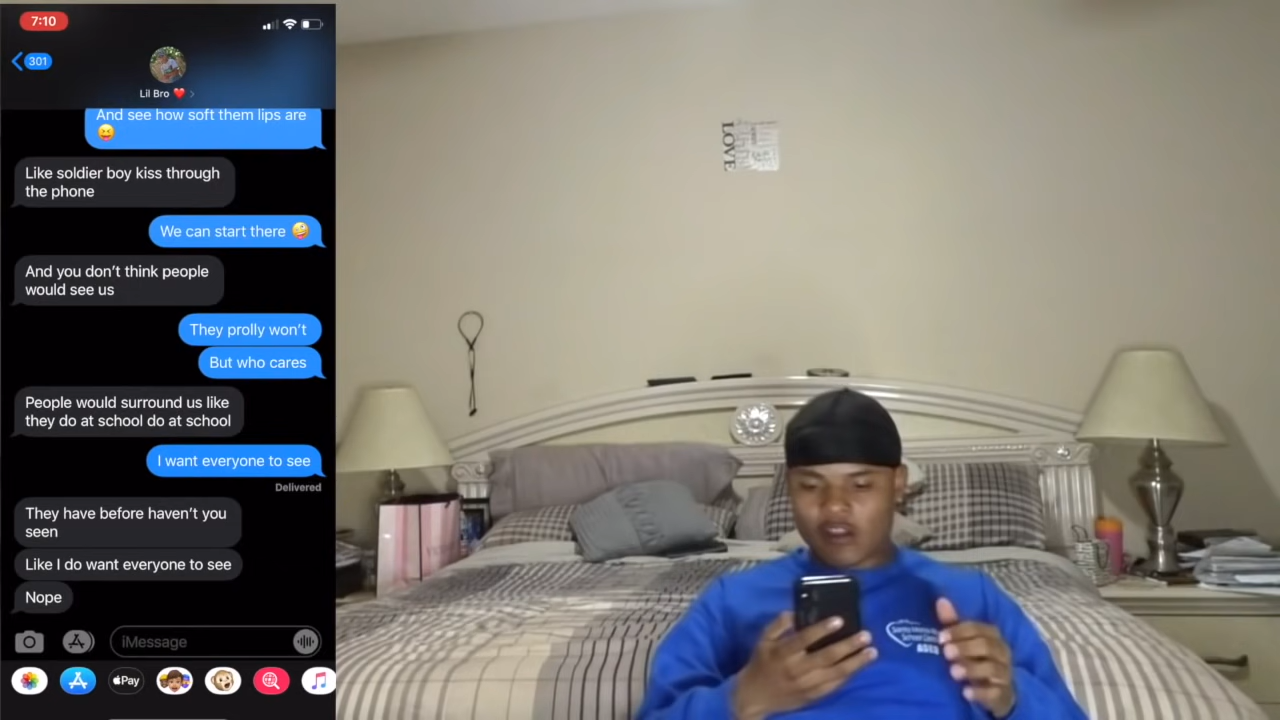 7:10
301
Lil Bro ❤️ >
And see how soft them lips are
😝
Like soldier boy kiss through
the phone
We can start there 🤪
And you don’t think people
would see us
They prolly won’t
But who cares
People would surround us like
they do at school do at school
I want everyone to see
Delivered
They have before haven’t you
seen
Like I do want everyone to see
Nope
iMessage
Pay
LOVE